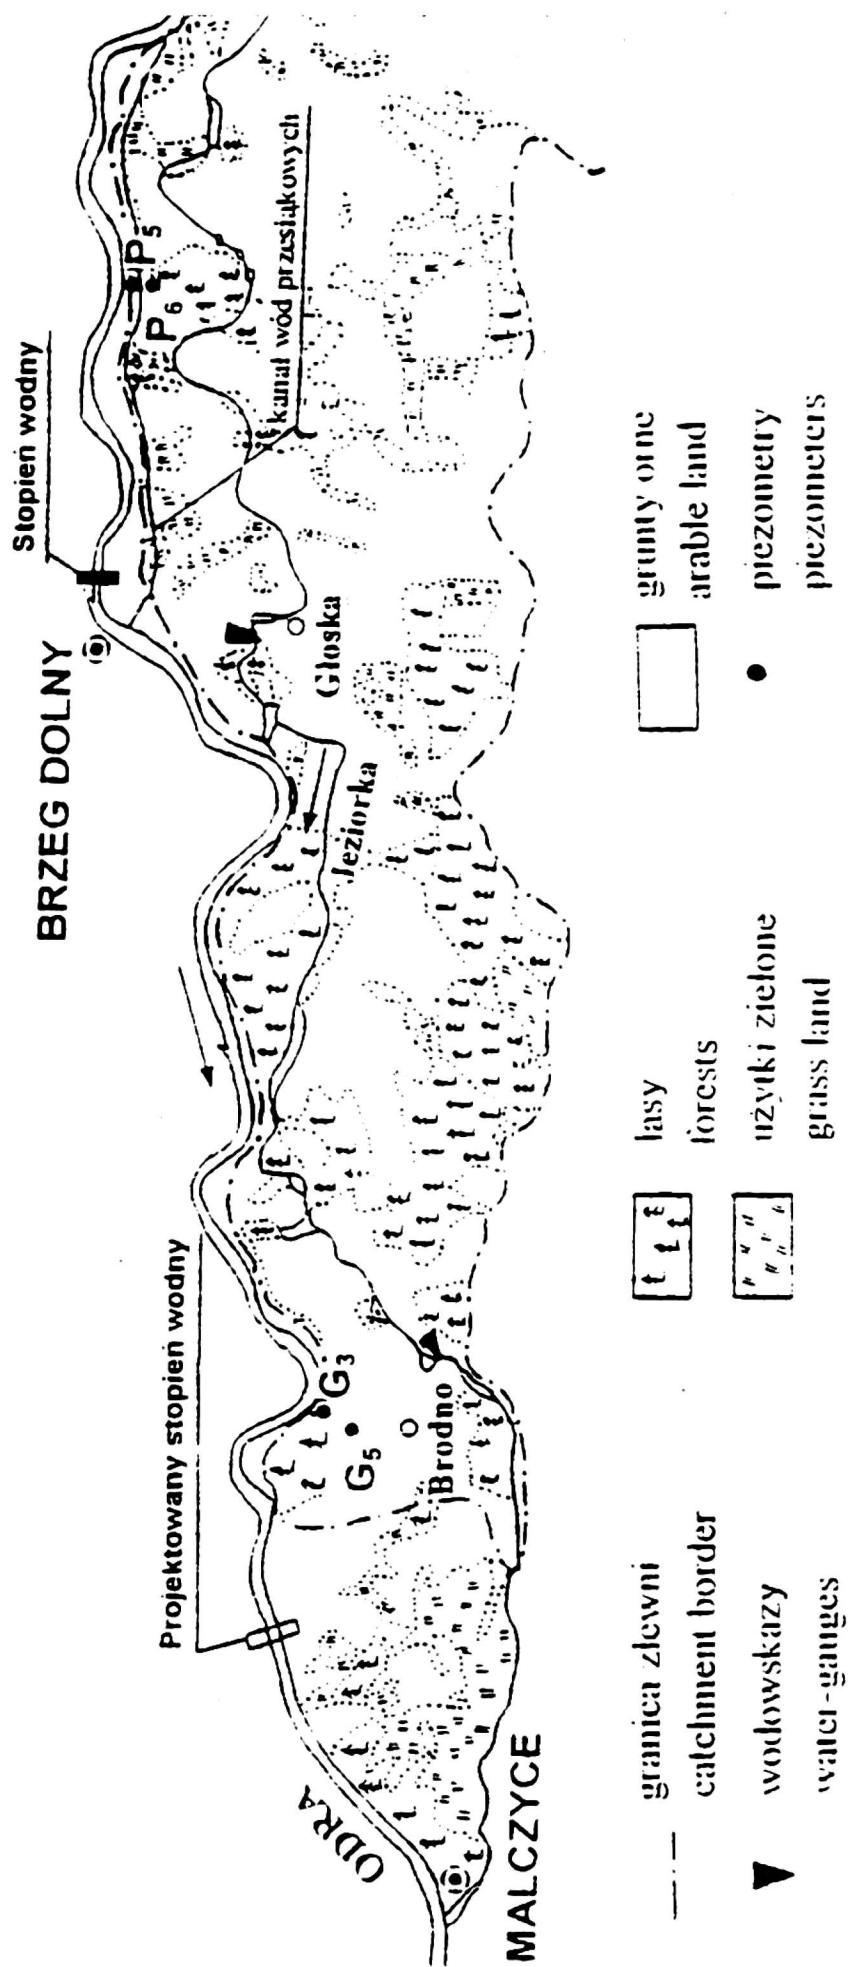 ODRA
MALCZYCE
Projektowany stopień wodny
G₅
G₃
Brodno
Jeziorka
BRZEG DOLNY
Głoska
Stopień wodny
kanał wód przesiąkowych
P₆
P₅
granica zlewni
catchment border
lasy
forests
grunty orne
arable land
wodowskazy
water-gauges
użytki zielone
grass land
piezometry
piezometers